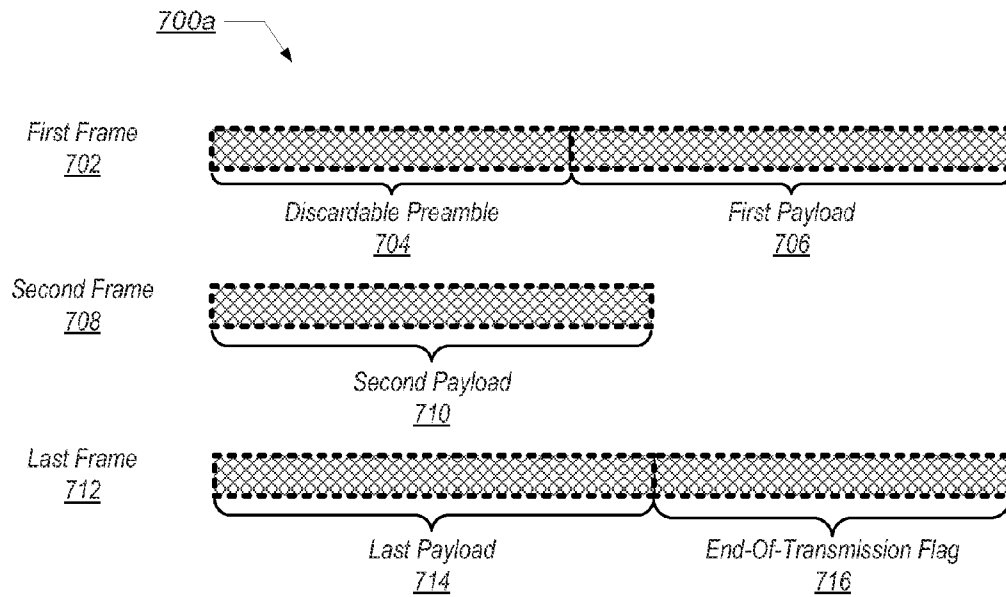 700a
First Frame
702
Discardable Preamble
704
First Payload
706
Second Frame
708
Second Payload
710
Last Frame
712
Last Payload
714
End-Of-Transmission Flag
716